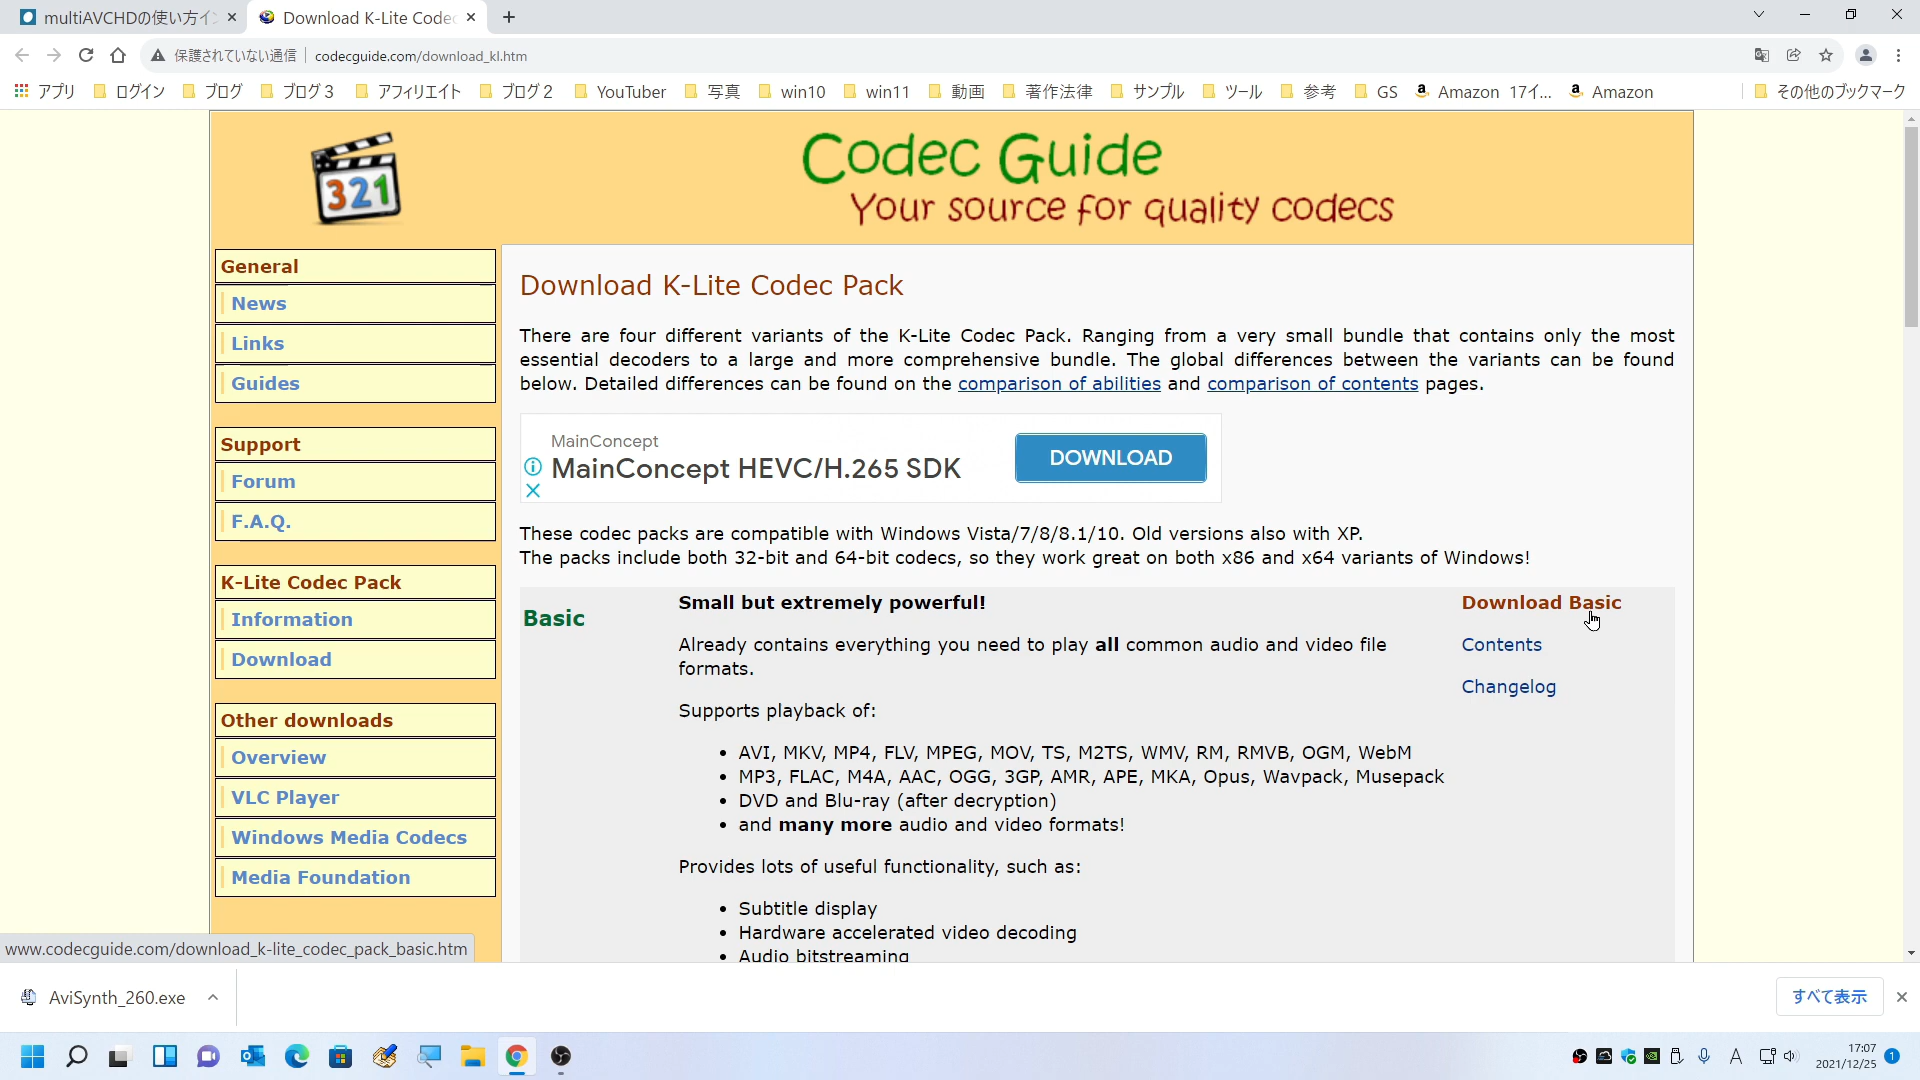 multiAVCHDの使い方イン
Download K-Lite Codec
保護されていない通信 codecguide.com/download_kl.htm
アプリ ログイン ブログ ブログ3 アフィリエイト ブログ2 YouTuber 写真 win10 win11 動画 著作法律 サンプル ツール 参考 GS Amazon 17イ... Amazon その他のブックマーク
321
Codec Guide
Your source for quality codecs
General
News
Links
Guides
Support
Forum
F.A.Q.
K-Lite Codec Pack
Information
Download
Other downloads
Overview
VLC Player
Windows Media Codecs
Media Foundation
Download K-Lite Codec Pack
There are four different variants of the K-Lite Codec Pack. Ranging from a very small bundle that contains only the most
essential decoders to a large and more comprehensive bundle. The global differences between the variants can be found
below. Detailed differences can be found on the comparison of abilities and comparison of contents pages.
MainConcept
MainConcept HEVC/H.265 SDK
DOWNLOAD
These codec packs are compatible with Windows Vista/7/8/8.1/10. Old versions also with XP.
The packs include both 32-bit and 64-bit codecs, so they work great on both x86 and x64 variants of Windows!
Basic
Small but extremely powerful!
Already contains everything you need to play all common audio and video file
formats.
Supports playback of:
• AVI, MKV, MP4, FLV, MPEG, MOV, TS, M2TS, WMV, RM, RMVB, OGM, WebM
• MP3, FLAC, M4A, AAC, OGG, 3GP, AMR, APE, MKA, Opus, Wavpack, Musepack
• DVD and Blu-ray (after decryption)
• and many more audio and video formats!
Provides lots of useful functionality, such as:
• Subtitle display
• Hardware accelerated video decoding
• Audio bitstreaming
Download Basic
Contents
Changelog
www.codecguide.com/download_k-lite_codec_pack_basic.htm
AviSynth_260.exe
すべて表示
A
17:07
2021/12/25
1